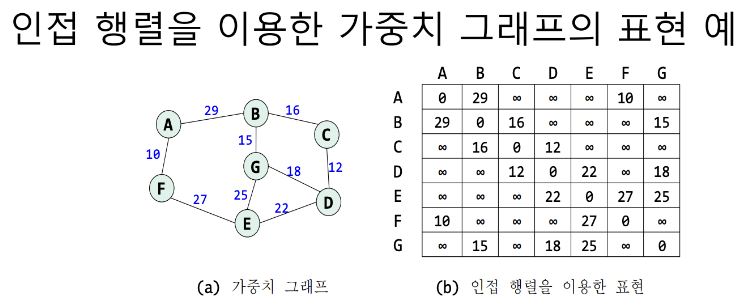 인접 행렬을 이용한 가중치 그래프의 표현 예
A B C D E F G
A 0 29 ∞ ∞ ∞ 10 ∞
B 29 0 16 ∞ ∞ ∞ 15
C ∞ 16 0 12 ∞ ∞ ∞
D ∞ ∞ 12 0 22 ∞ 18
E ∞ ∞ ∞ 22 0 27 25
F 10 ∞ ∞ ∞ 27 0 ∞
G ∞ 15 ∞ 18 25 ∞ 0
29 B 16
A C
15
10 G 18 12
F 25 D
27 22
E
(a) 가중치 그래프
(b) 인접 행렬을 이용한 표현